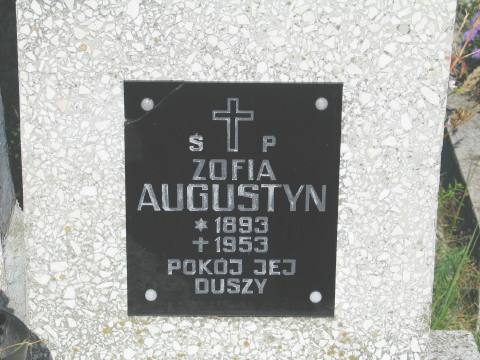 Ś P
ZOFIA
AUGUSTYN
* 1893
✝ 1953
POKÓJ JEJ
DUSZY